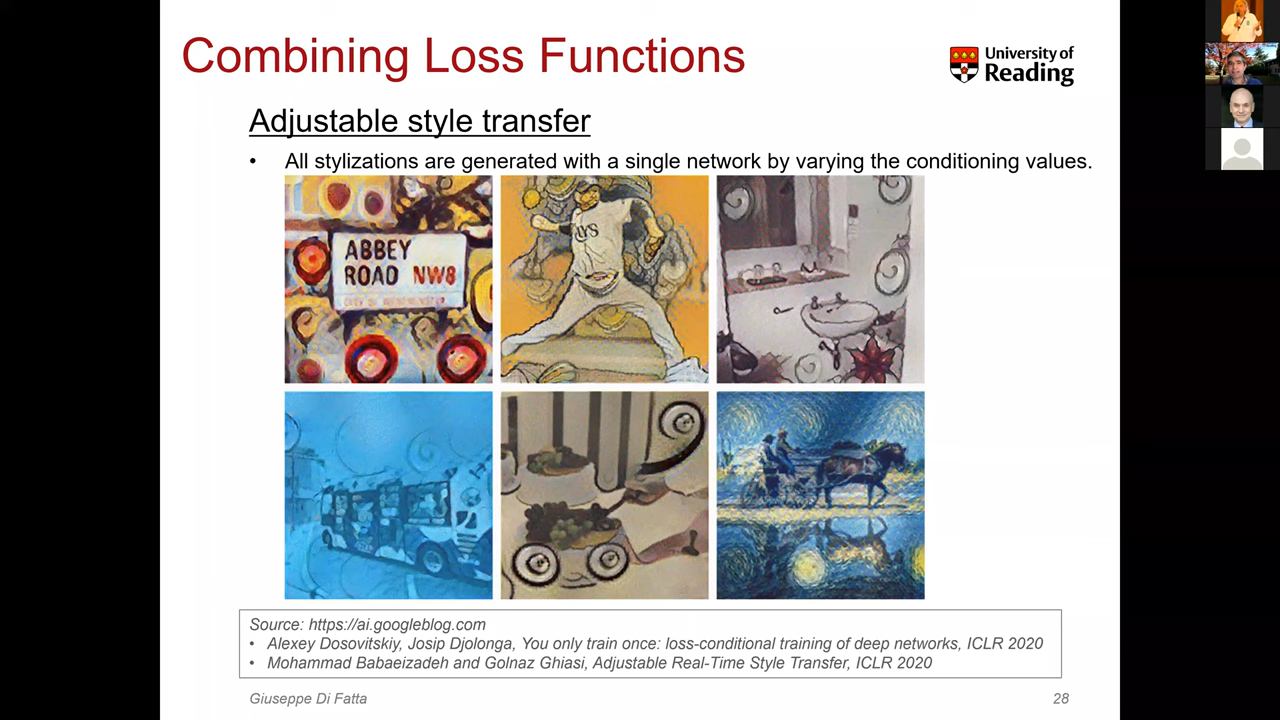 Combining Loss Functions
University of
Reading
Adjustable style transfer
• All stylizations are generated with a single network by varying the conditioning values.
ABBEY
ROAD NW8
Source: https://ai.googleblog.com
• Alexey Dosovitskiy, Josip Djolonga, You only train once: loss-conditional training of deep networks, ICLR 2020
• Mohammad Babaeizadeh and Golnaz Ghiasi, Adjustable Real-Time Style Transfer, ICLR 2020
Giuseppe Di Fatta
28